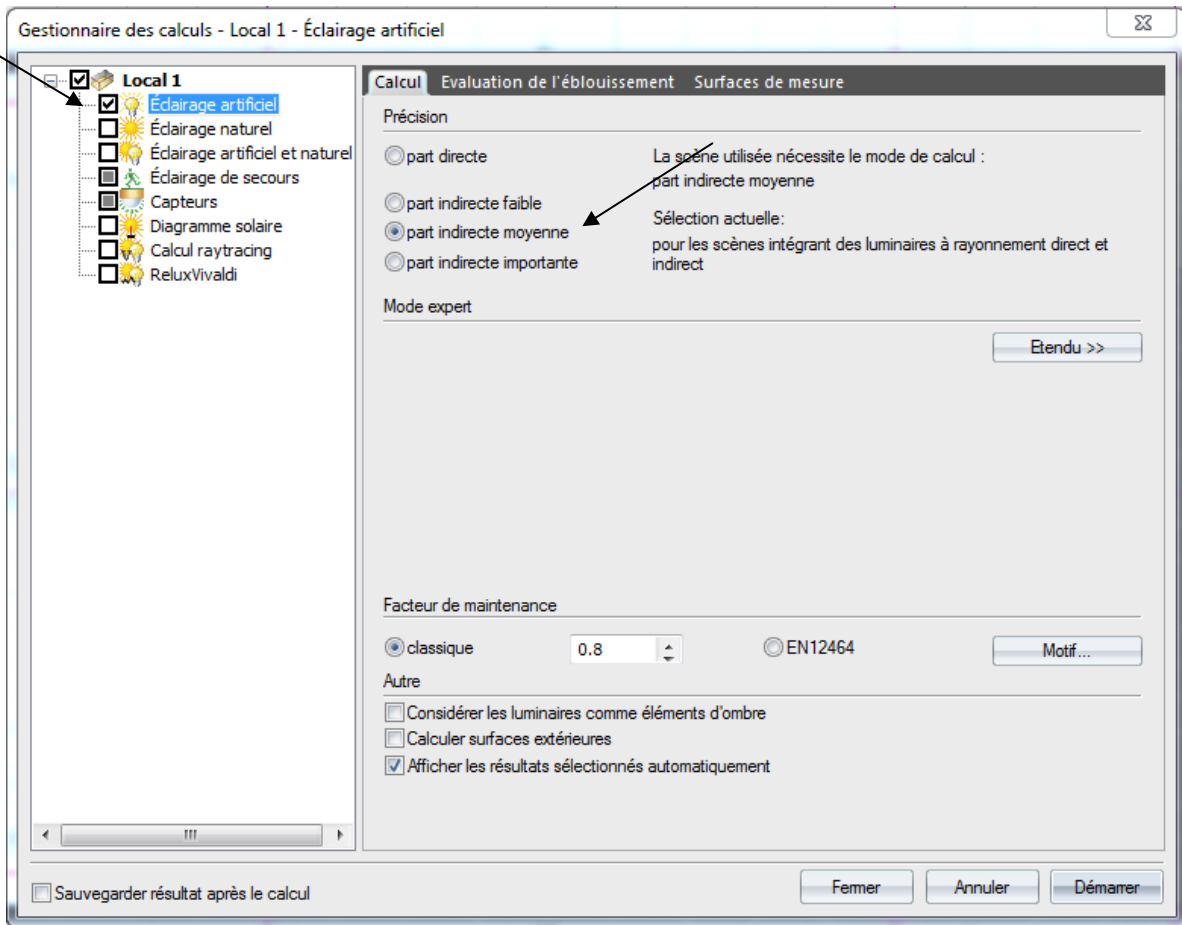 Gestionnaire des calculs - Local 1 - Éclairage artificiel
Local 1
Éclairage artificiel
Éclairage naturel
Éclairage artificiel et naturel
Éclairage de secours
Capteurs
Diagramme solaire
Calcul raytracing
ReluxVivaldi
Calcul Evaluation de l'éblouissement Surfaces de mesure
Précision
part directe
part indirecte faible
part indirecte moyenne
part indirecte importante
La scène utilisée nécessite le mode de calcul :
part indirecte moyenne
Sélection actuelle:
pour les scènes intégrant des luminaires à rayonnement direct et
indirect
Mode expert
Etendu >>
Facteur de maintenance
classique 0.8 EN12464 Motif...
Autre
Considérer les luminaires comme éléments d'ombre
Calculer surfaces extérieures
Afficher les résultats sélectionnés automatiquement
Sauvegarder résultat après le calcul
Fermer Annuler Démarrer